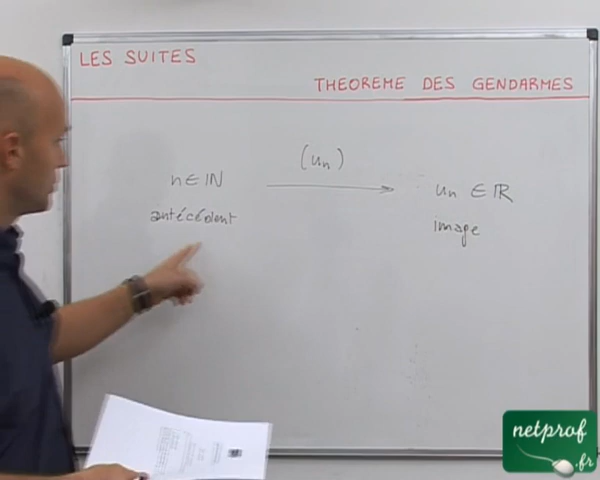 LES SUITES
THEOREME DES GENDARMES
(un)
n ∈ IN
un ∈ IR
antécédent
image
netprof
.fr